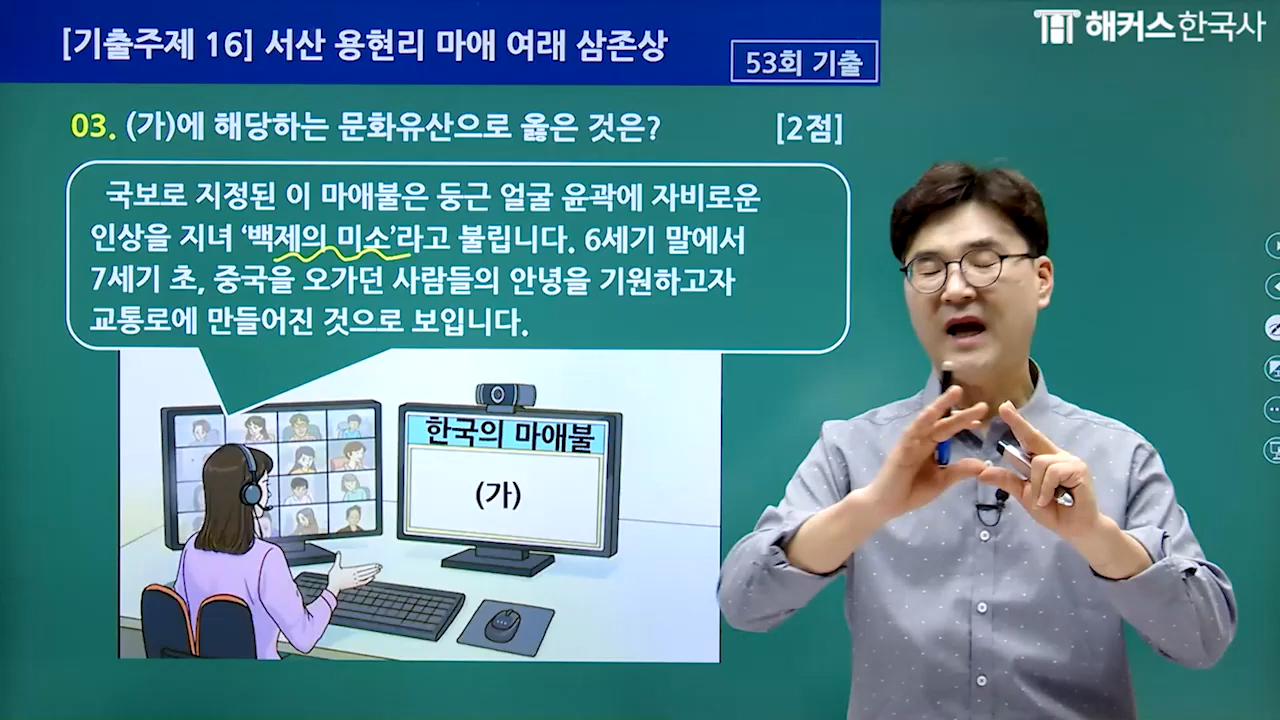 [기출주제 16] 서산 용현리 마애 여래 삼존상
53회 기출
해커스한국사
03. (가)에 해당하는 문화유산으로 옳은 것은? [2점]
국보로 지정된 이 마애불은 둥근 얼굴 윤곽에 자비로운
인상을 지녀 ‘백제의 미소’라고 불립니다. 6세기 말에서
7세기 초, 중국을 오가던 사람들의 안녕을 기원하고자
교통로에 만들어진 것으로 보입니다.
한국의 마애불
(가)